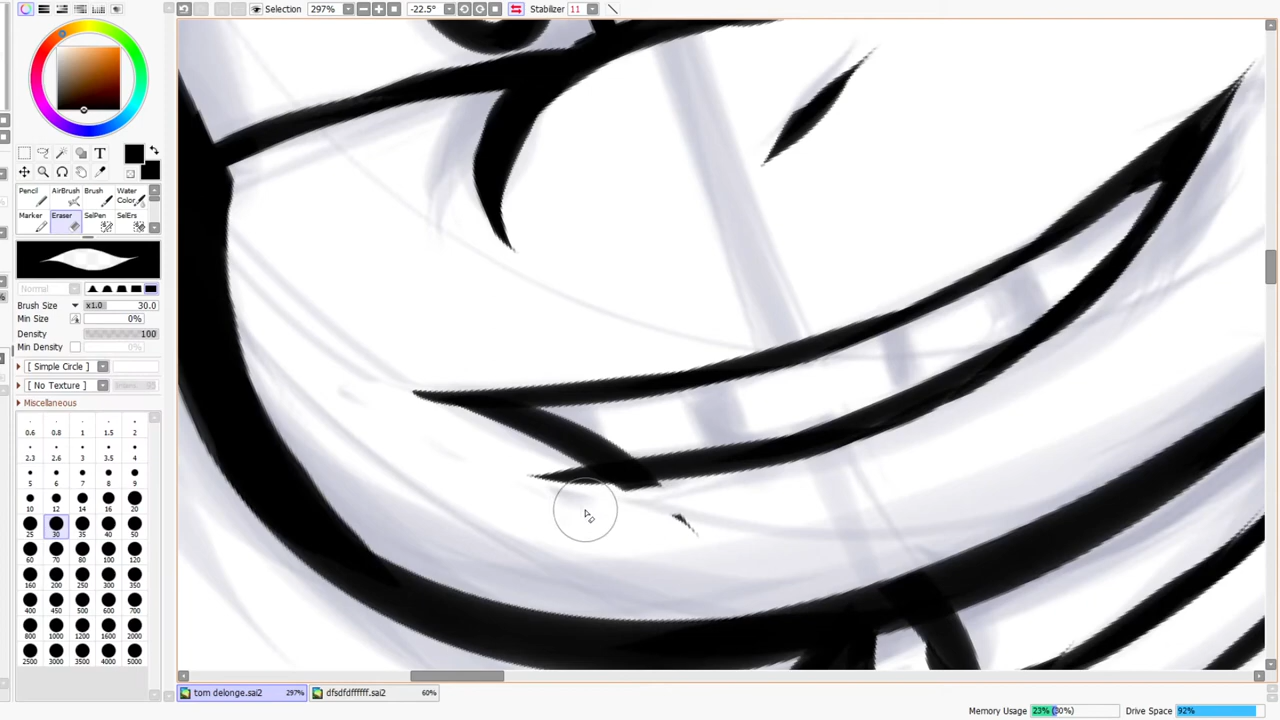 Selection 297% -22.5° Stabilizer 11
T
Pencil AirBrush Brush Water Color
Marker Eraser SelPen SelErs
Normal
Brush Size x1.0 30.0
Min Size 0%
Density 100
Min Density 0%
[ Simple Circle ]
[ No Texture ]
Miscellaneous
0.6 0.8 1 1.5 2
2.3 2.6 3 3.5 4
5 6 7 8 9
10 12 14 16 20
25 30 35 40 50
60 70 80 100 120
160 200 250 300 350
400 450 500 600 700
800 1000 1200 1600 2000
2500 3000 3500 4000 5000
tom delonge.sai2 297% dfsdfdffffff.sai2 60%
Memory Usage 23% (30%) Drive Space 92%